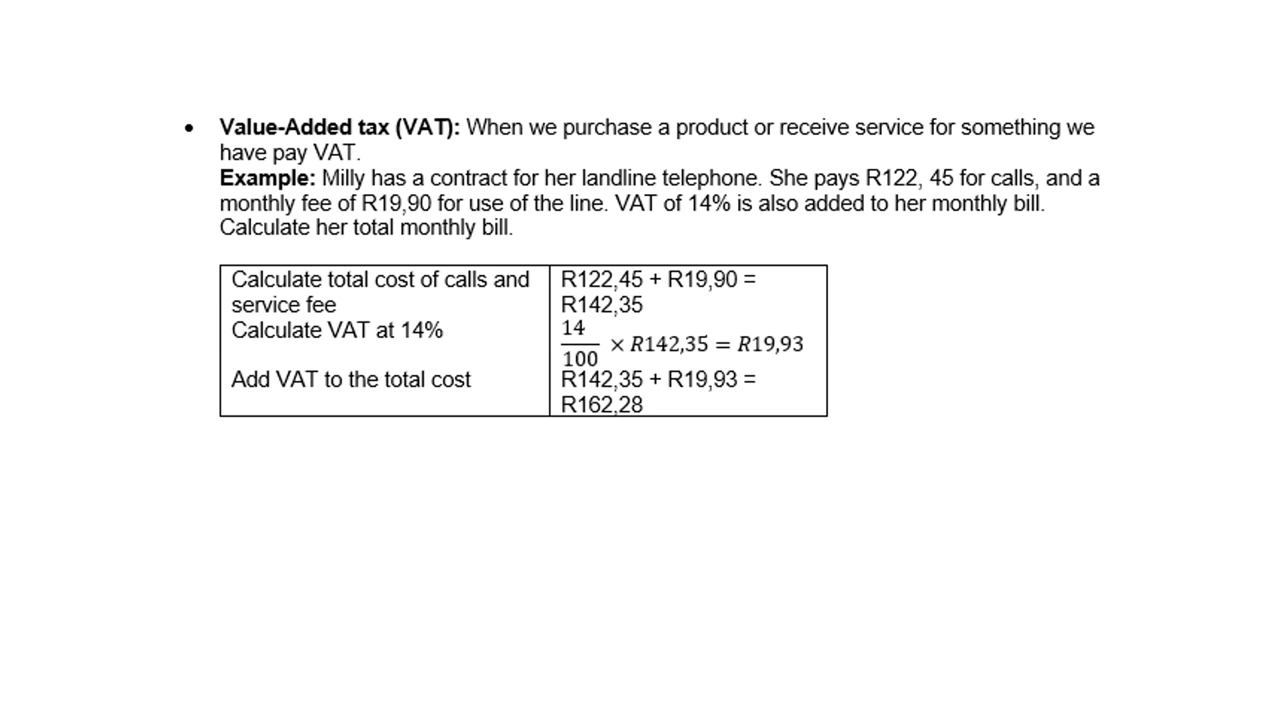 • Value-Added tax (VAT): When we purchase a product or receive service for something we
have pay VAT.
Example: Milly has a contract for her landline telephone. She pays R122, 45 for calls, and a
monthly fee of R19,90 for use of the line. VAT of 14% is also added to her monthly bill.
Calculate her total monthly bill.
Calculate total cost of calls and
service fee
R122,45 + R19,90 =
R142,35
Calculate VAT at 14%
14/100 × R142,35 = R19,93
Add VAT to the total cost
R142,35 + R19,93 =
R162,28